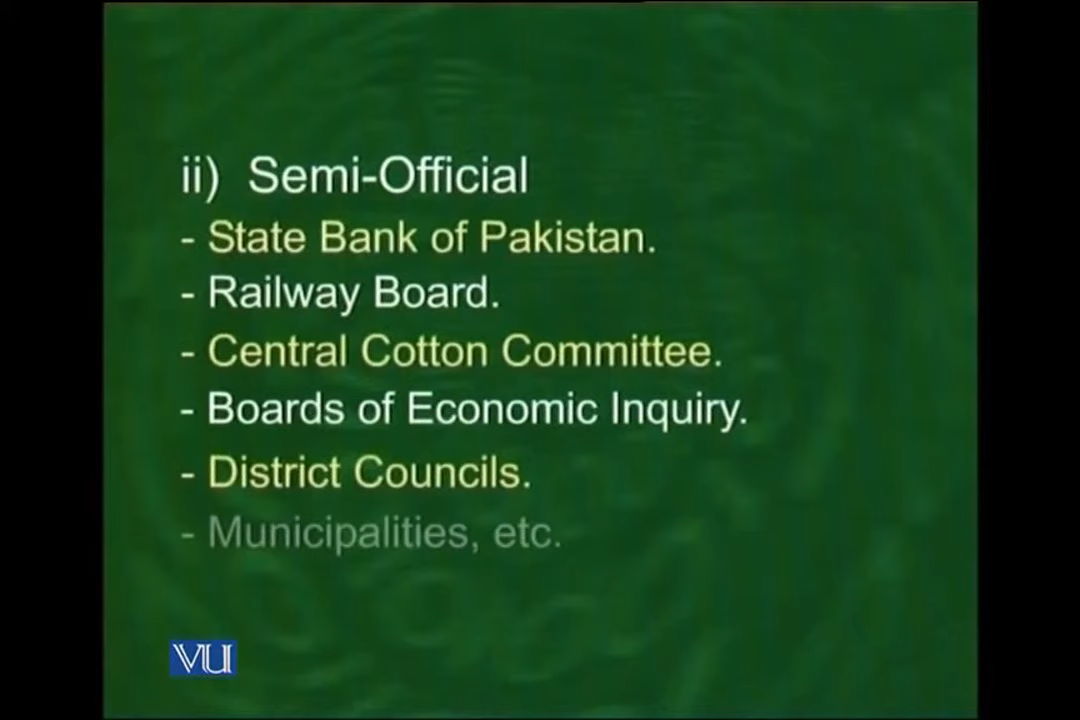 ii) Semi-Official
- State Bank of Pakistan.
- Railway Board.
- Central Cotton Committee.
- Boards of Economic Inquiry.
- District Councils.
- Municipalities, etc.
VU